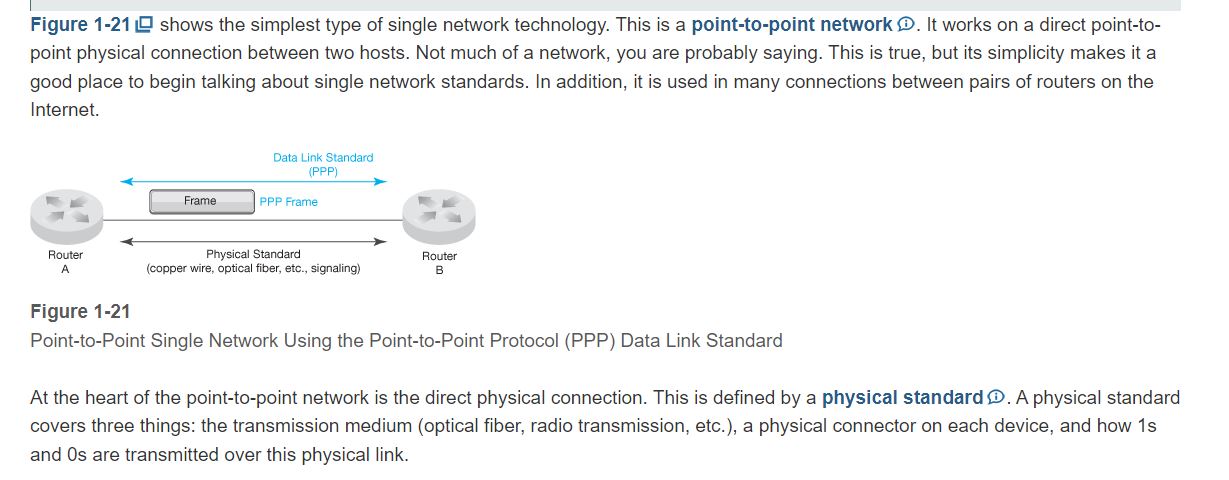 Figure 1-21 shows the simplest type of single network technology. This is a point-to-point network. It works on a direct point-to-
point physical connection between two hosts. Not much of a network, you are probably saying. This is true, but its simplicity makes it a
good place to begin talking about single network standards. In addition, it is used in many connections between pairs of routers on the
Internet.
Data Link Standard
(PPP)
Frame
PPP Frame
Router
A
Physical Standard
(copper wire, optical fiber, etc., signaling)
Router
B
Figure 1-21
Point-to-Point Single Network Using the Point-to-Point Protocol (PPP) Data Link Standard
At the heart of the point-to-point network is the direct physical connection. This is defined by a physical standard. A physical standard
covers three things: the transmission medium (optical fiber, radio transmission, etc.), a physical connector on each device, and how 1s
and 0s are transmitted over this physical link.